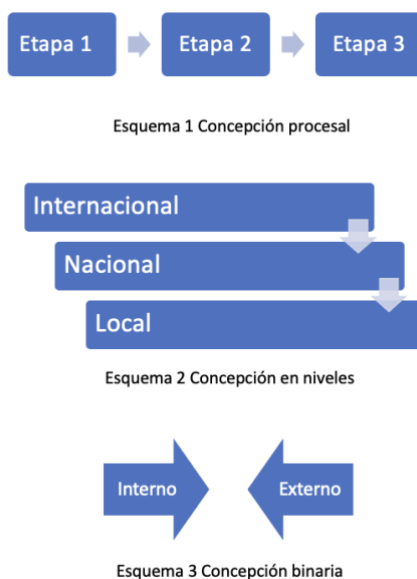 Etapa 1 Etapa 2 Etapa 3
Esquema 1 Concepción procesal
Internacional
Nacional
Local
Esquema 2 Concepción en niveles
Interno Externo
Esquema 3 Concepción binaria